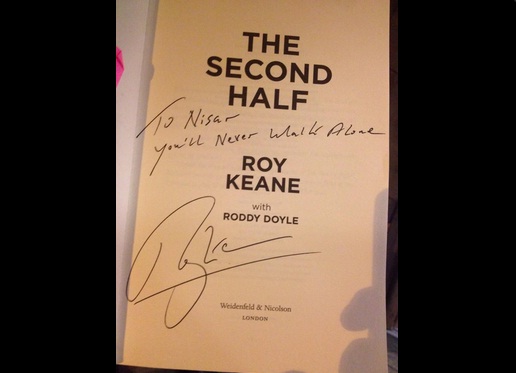 THE
SECOND
HALF
To Nisar
You'll Never Walk Alone
ROY
KEANE
with
RODDY DOYLE
Weidenfeld & Nicolson
LONDON